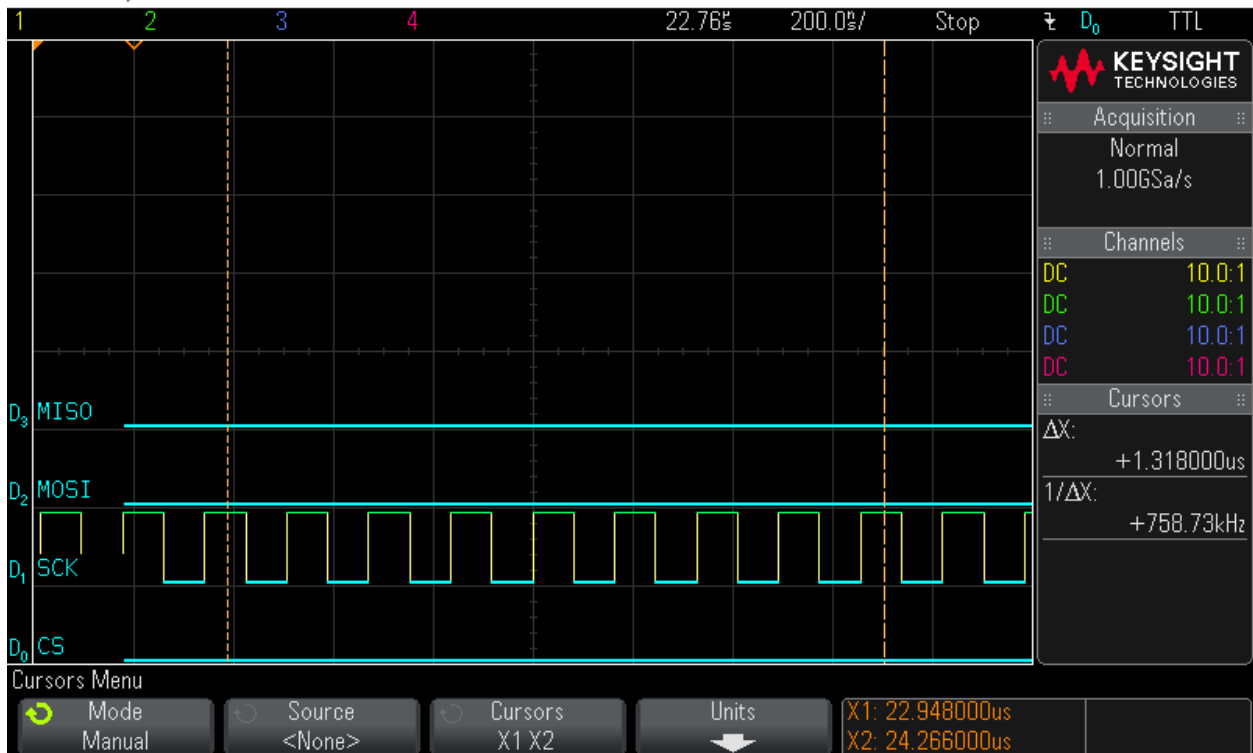 1 2 3 4 22.76µs 200.0ns/ Stop D0 TTL
KEYSIGHT
TECHNOLOGIES
Acquisition
Normal
1.00GSa/s
Channels
DC 10.0:1
DC 10.0:1
DC 10.0:1
DC 10.0:1
Cursors
ΔX:
+1.318000us
1/ΔX:
+758.73kHz
D3 MISO
D2 MOSI
D1 SCK
D0 CS
Cursors Menu
Mode
Manual
Source
<None>
Cursors
X1 X2
Units
X1: 22.948000us
X2: 24.266000us